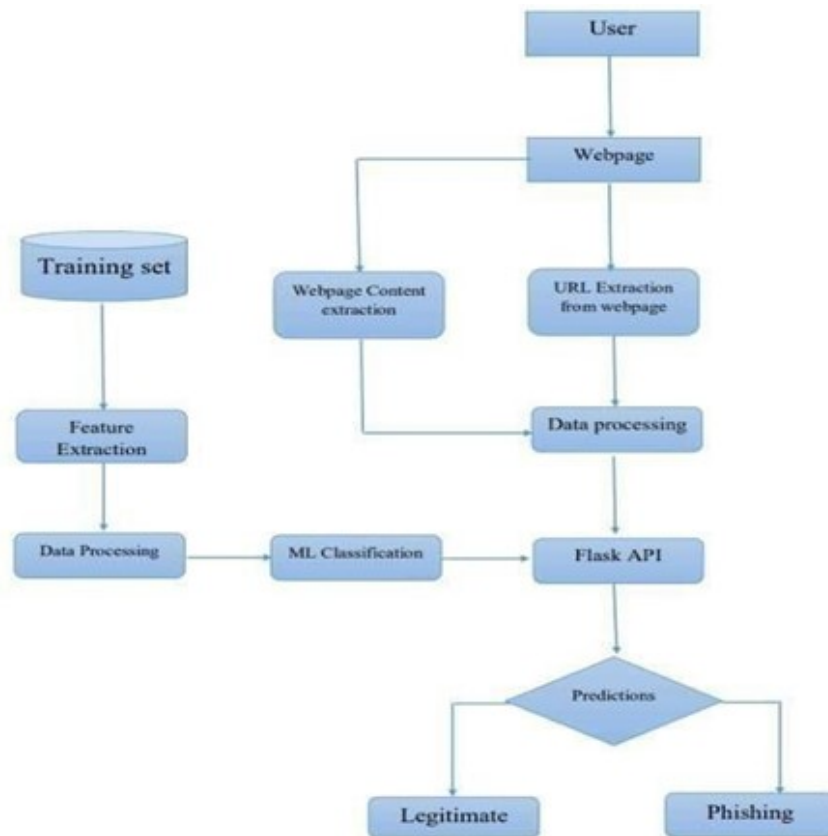 User
Webpage
Training set
Webpage Content
extraction
URL Extraction
from webpage
Feature
Extraction
Data processing
Data Processing
ML Classification
Flask API
Predictions
Legitimate
Phishing